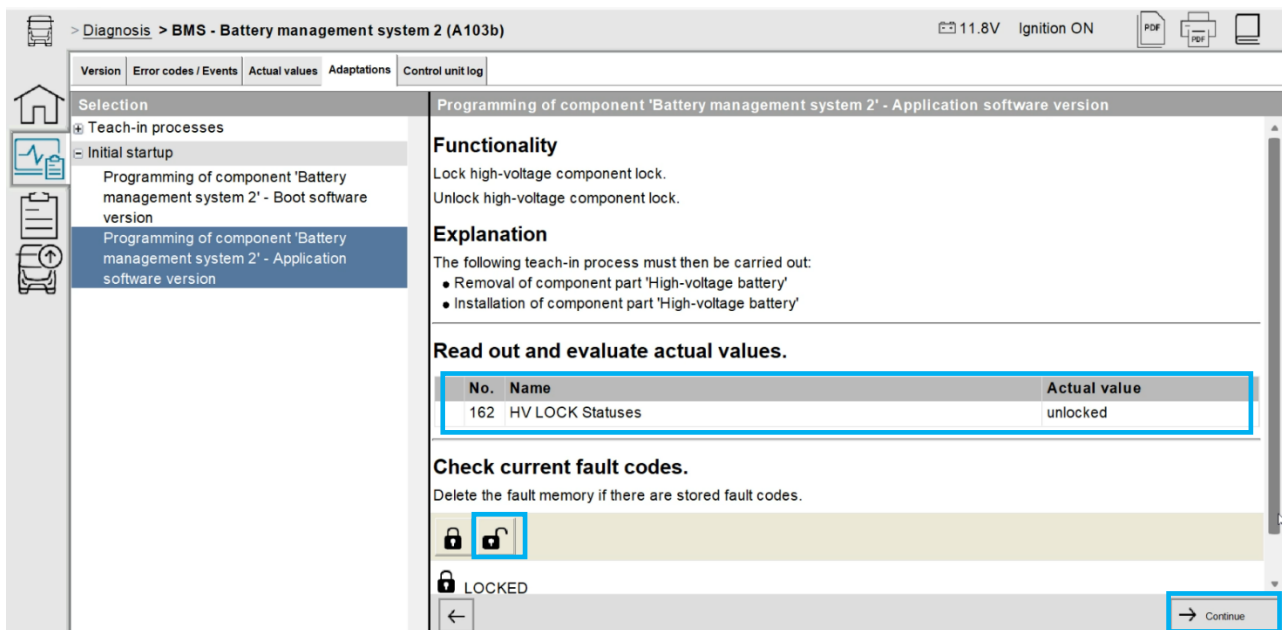 > Diagnosis > BMS - Battery management system 2 (A103b)
11.8V Ignition ON
PDF
PDF
Version Error codes / Events Actual values Adaptations Control unit log
Selection
Teach-in processes
Initial startup
Programming of component 'Battery
management system 2' - Boot software
version
Programming of component 'Battery
management system 2' - Application
software version
Programming of component 'Battery management system 2' - Application software version
Functionality
Lock high-voltage component lock.
Unlock high-voltage component lock.
Explanation
The following teach-in process must then be carried out:
● Removal of component part 'High-voltage battery'
● Installation of component part 'High-voltage battery'
Read out and evaluate actual values.
No. Name Actual value
162 HV LOCK Statuses unlocked
Check current fault codes.
Delete the fault memory if there are stored fault codes.
LOCKED
Continue